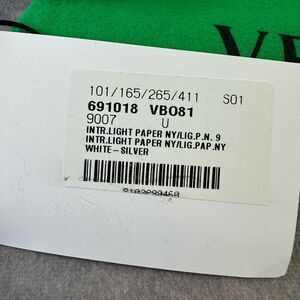 VE
101/165/265/411 S01
691018 VBO81
9007 U
INTR.LIGHT PAPER NY/LIG.P.N. 9
INTR.LIGHT PAPER NY/LIG.PAP.NY
WHITE-SILVER